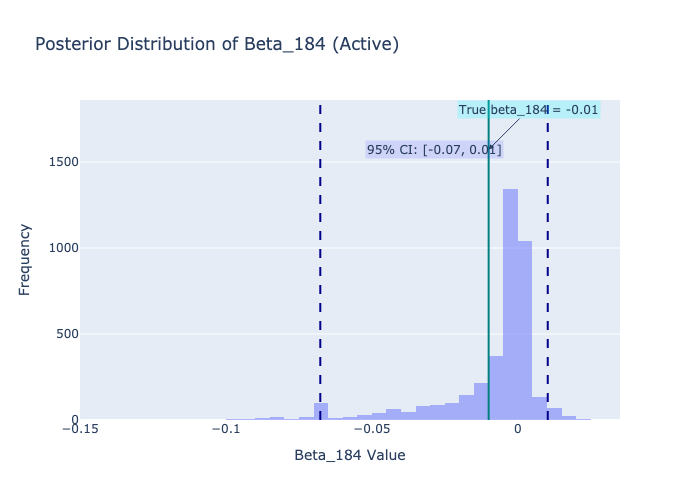 Posterior Distribution of Beta_184 (Active)
True beta_184 = -0.01
95% CI: [-0.07, 0.01]
1500
1000
500
0
Frequency
−0.15
−0.1
−0.05
0
Beta_184 Value